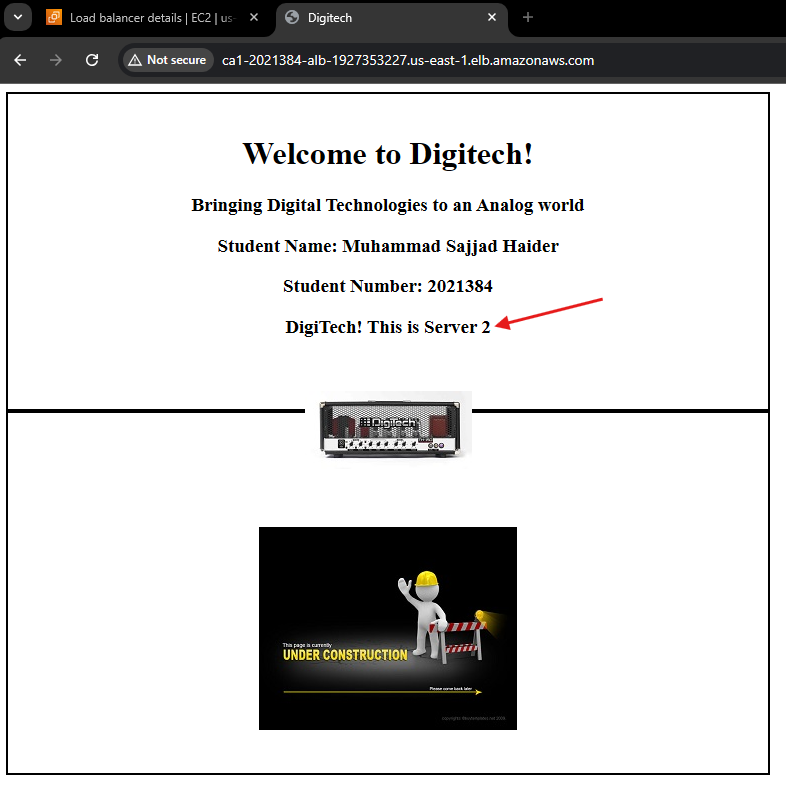 Load balancer details | EC2 | us-
Digitech
Not secure
ca1-2021384-alb-1927353227.us-east-1.elb.amazonaws.com
Welcome to Digitech!
Bringing Digital Technologies to an Analog world
Student Name: Muhammad Sajjad Haider
Student Number: 2021384
DigiTech! This is Server 2
DigiTech
This page is currently
UNDER CONSTRUCTION
Please come back later